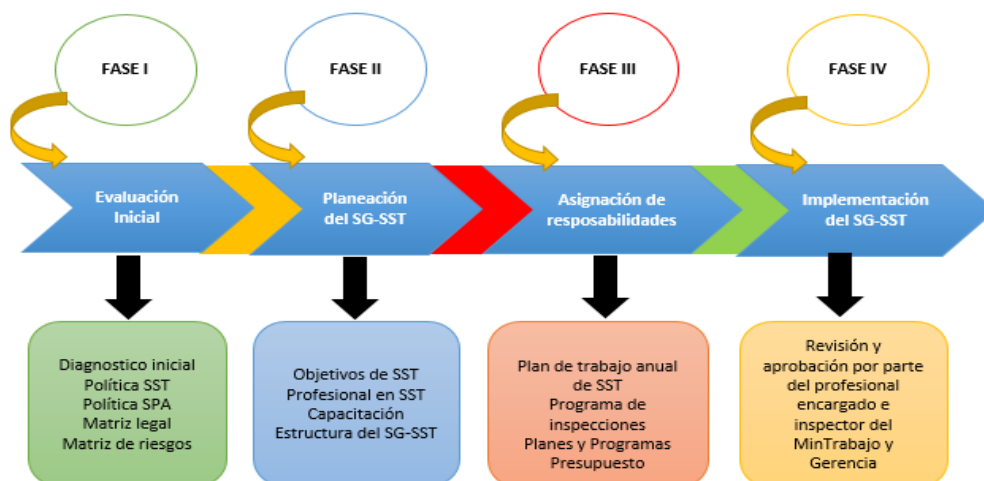 FASE I
FASE II
FASE III
FASE IV
Evaluación
Inicial
Planeación
del SG-SST
Asignación de
resposabilidades
Implementación
del SG-SST
Diagnostico inicial
Política SST
Política SPA
Matriz legal
Matriz de riesgos
Objetivos de SST
Profesional en SST
Capacitación
Estructura del SG-SST
Plan de trabajo anual
de SST
Programa de
inspecciones
Planes y Programas
Presupuesto
Revisión y
aprobación por parte
del profesional
encargado e
inspector del
MinTrabajo y
Gerencia